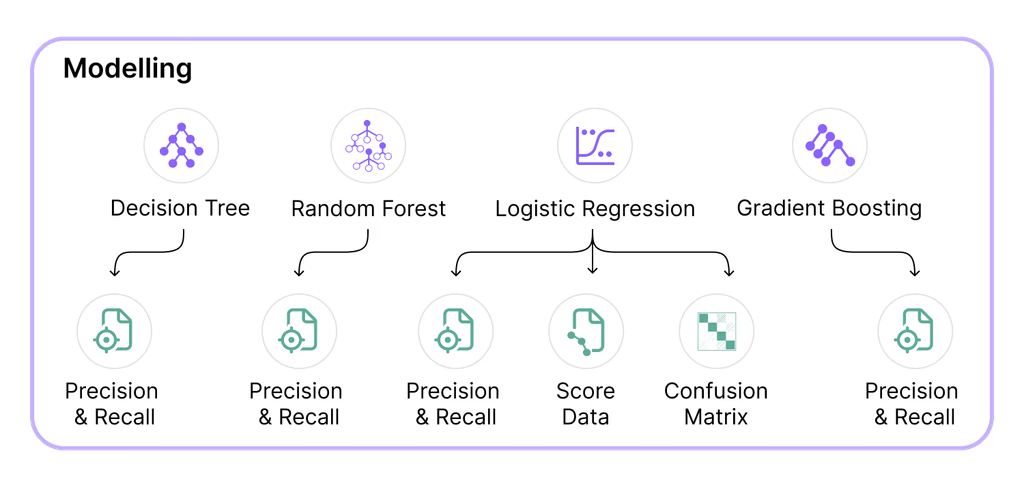 Modelling
Decision Tree
Random Forest
Logistic Regression
Gradient Boosting
Precision
& Recall
Precision
& Recall
Precision
& Recall
Score
Data
Confusion
Matrix
Precision
& Recall